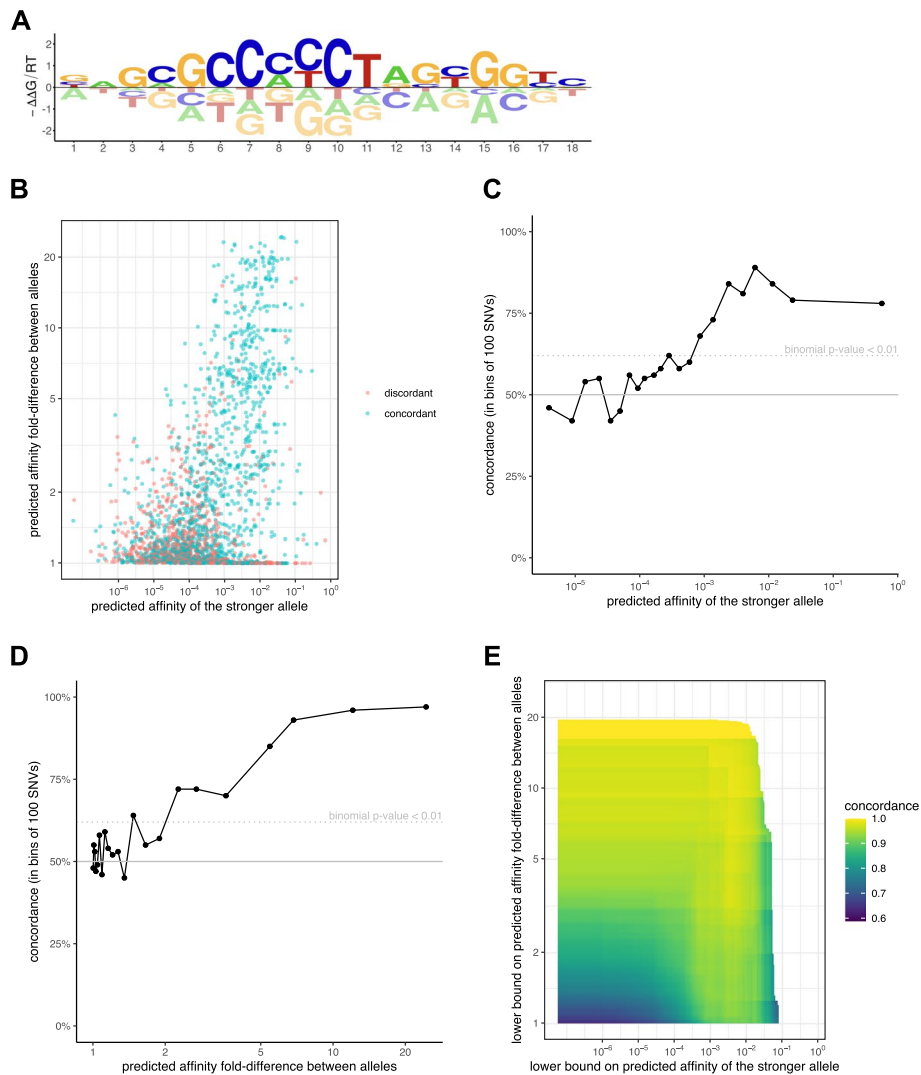 A
−ΔΔG/RT
2
1
0
-1
-2
1 2 3 4 5 6 7 8 9 10 11 12 13 14 15 16 17 18
B
predicted affinity fold-difference between alleles
20
10
5
2
1
10⁻⁶ 10⁻⁵ 10⁻⁴ 10⁻³ 10⁻² 10⁻¹ 10⁰
predicted affinity of the stronger allele
discordant
concordant
C
concordance (in bins of 100 SNVs)
100%
75%
50%
25%
0%
binomial p-value < 0.01
10⁻⁵ 10⁻⁴ 10⁻³ 10⁻² 10⁻¹ 10⁰
predicted affinity of the stronger allele
D
concordance (in bins of 100 SNVs)
100%
75%
50%
25%
0%
binomial p-value < 0.01
1 2 5 10 20
predicted affinity fold-difference between alleles
E
lower bound on predicted affinity fold-difference between alleles
20
10
5
2
1
10⁻⁶ 10⁻⁵ 10⁻⁴ 10⁻³ 10⁻² 10⁻¹ 10⁰
lower bound on predicted affinity of the stronger allele
concordance
1.0
0.9
0.8
0.7
0.6